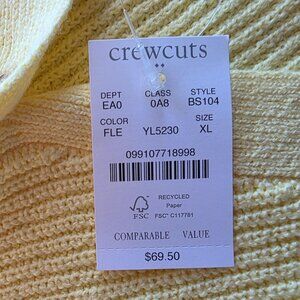 crewcuts
DEPT CLASS STYLE
EA0 0A8 BS104
COLOR SIZE
FLE YL5230 XL
099107718998
RECYCLED
Paper
FSC FSC® C117781
COMPARABLE VALUE
$69.50